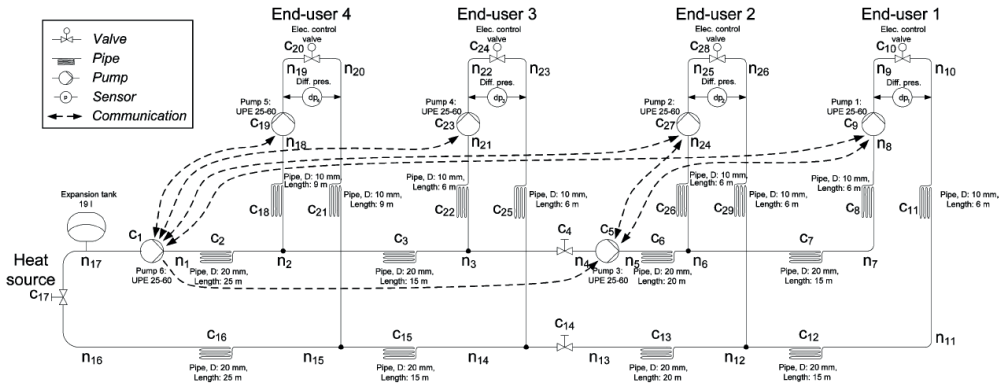 End-user 4
End-user 3
End-user 2
End-user 1
Valve
Pipe
Pump
p
Sensor
Communication
Elec. control
valve
C20
n19
n20
Diff. pres.
dp4
Pump 5:
UPE 25-60
C19
n18
Elec. control
valve
C24
n22
n23
Diff. pres.
dp3
Pump 4:
UPE 25-60
C23
n21
Elec. control
valve
C28
n25
n26
Diff. pres.
dp2
Pump 2:
UPE 25-60
C27
n24
Elec. control
valve
C10
n9
n10
Diff. pres.
dp1
Pump 1:
UPE 25-60
C9
n8
Pipe, D: 10 mm,
Length: 9 m
C18
C21
Pipe, D: 10 mm,
Length: 9 m
Pipe, D: 10 mm,
Length: 6 m
C22
C25
Pipe, D: 10 mm,
Length: 6 m
Pipe, D: 10 mm,
Length: 6 m
C26
C29
Pipe, D: 10 mm,
Length: 6 m
Pipe, D: 10 mm,
Length: 6 m
C8
C11
Pipe, D: 10 mm,
Length: 6 m
Expansion tank
19 l
Heat
source
n17
C1
Pump 6:
UPE 25-60
n1
C2
Pipe, D: 20 mm,
Length: 25 m
n2
C3
Pipe, D: 20 mm,
Length: 15 m
n3
C4
n4
C5
Pump 3:
UPE 25-60
n5
C6
Pipe, D: 20 mm,
Length: 20 m
n6
C7
Pipe, D: 20 mm,
Length: 15 m
n7
C17
n16
C16
Pipe, D: 20 mm,
Length: 25 m
n15
C15
Pipe, D: 20 mm,
Length: 15 m
n14
C14
n13
C13
Pipe, D: 20 mm,
Length: 20 m
n12
C12
Pipe, D: 20 mm,
Length: 15 m
n11